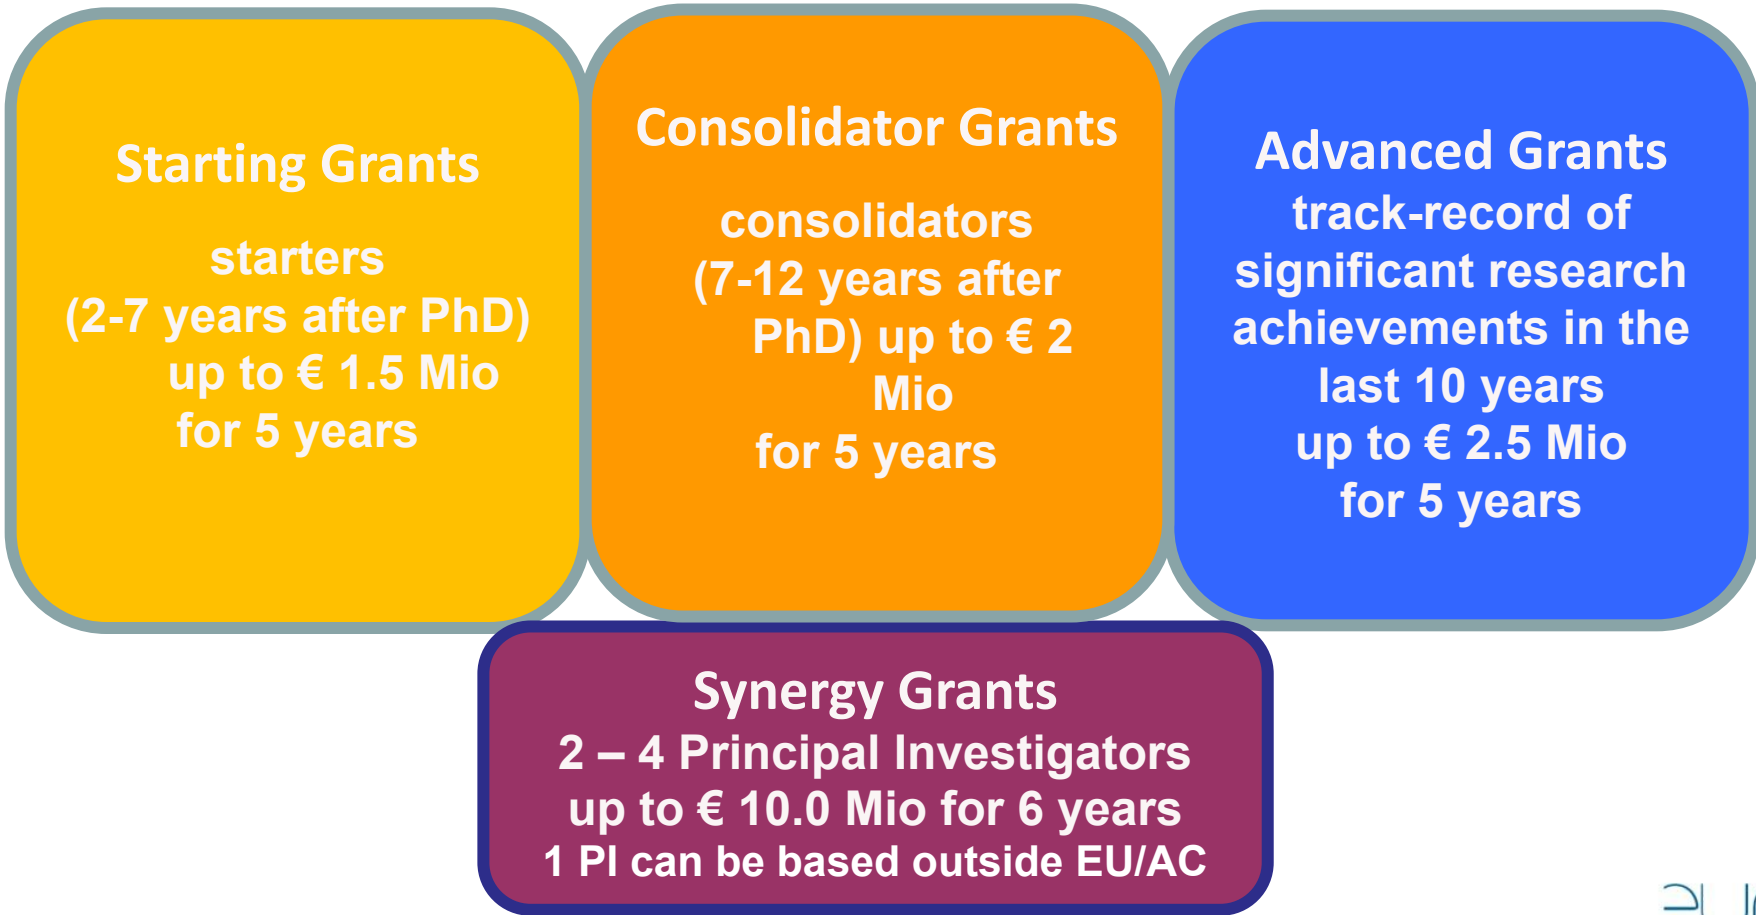 Starting Grants
starters
(2-7 years after PhD)
up to € 1.5 Mio
for 5 years
Consolidator Grants
consolidators
(7-12 years after
PhD) up to € 2
Mio
for 5 years
Advanced Grants
track-record of
significant research
achievements in the
last 10 years
up to € 2.5 Mio
for 5 years
Synergy Grants
2 – 4 Principal Investigators
up to € 10.0 Mio for 6 years
1 PI can be based outside EU/AC